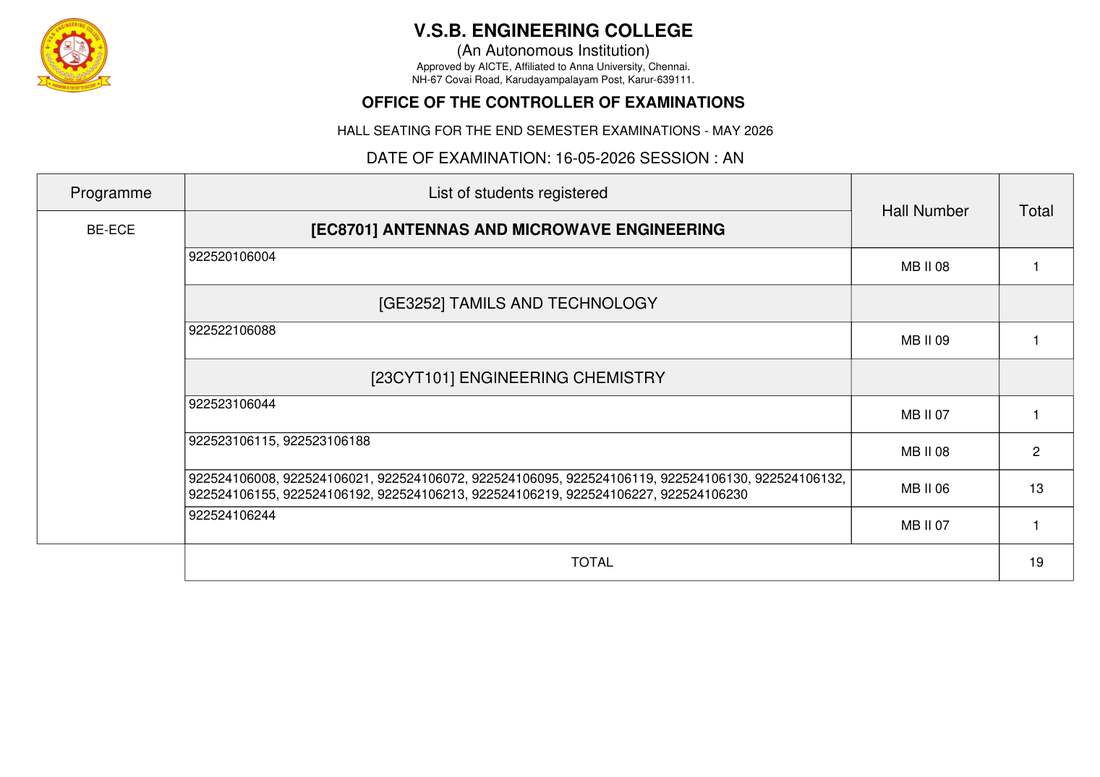 V.S.B. ENGINEERING COLLEGE
(An Autonomous Institution)
Approved by AICTE, Affiliated to Anna University, Chennai.
NH-67 Covai Road, Karudayampalayam Post, Karur-639111.
OFFICE OF THE CONTROLLER OF EXAMINATIONS
HALL SEATING FOR THE END SEMESTER EXAMINATIONS - MAY 2026
DATE OF EXAMINATION: 16-05-2026 SESSION : AN
Programme List of students registered Hall Number Total
BE-ECE [EC8701] ANTENNAS AND MICROWAVE ENGINEERING
922520106004 MB II 08 1
[GE3252] TAMILS AND TECHNOLOGY
922522106088 MB II 09 1
[23CYT101] ENGINEERING CHEMISTRY
922523106044 MB II 07 1
922523106115, 922523106188 MB II 08 2
922524106008, 922524106021, 922524106072, 922524106095, 922524106119, 922524106130, 922524106132,
922524106155, 922524106192, 922524106213, 922524106219, 922524106227, 922524106230 MB II 06 13
922524106244 MB II 07 1
TOTAL 19